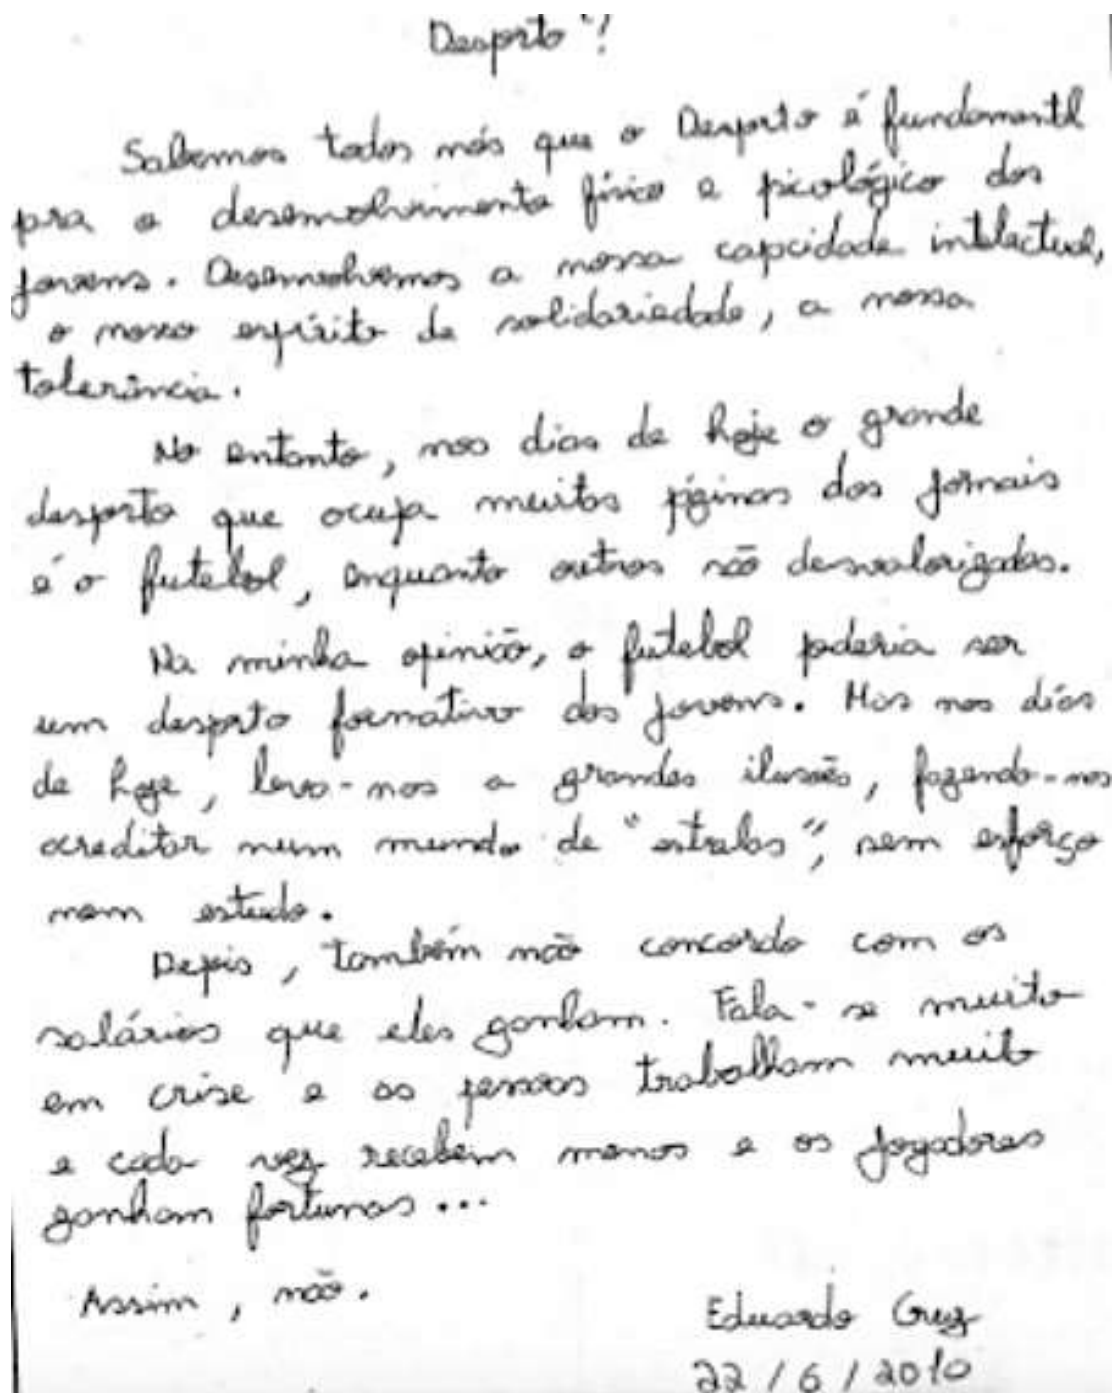 Desporto?
Sabemos todos nós que o Desporto é fundamentl
pra o desenvolvimento físico e picológico dos
jovens. Desenvolvemos a nossa capcidade intelectual,
o nosso espírito de solidariedade, a nossa
tolerância.
No entanto, nos dias de hoje o grande
desporto que ocupa muitas páginas dos jornais
é o futebol, enquanto outros são desvalorizados.
Na minha opinião, o futebol poderia ser
um desporto formativo dos jovens. Mas nos dias
de hoje, leva-nos a grandes ilusões, fazendo-nos
acreditar num mundo de "estrelas", sem esforço
nem estudo.
Depois, também não concordo com os
salários que eles ganham. Fala-se muito
em crise e as pessoas trabalham muito
e cada vez recebem menos e os jogadores
ganham fortunas...
Assim, não.
Eduardo Cruz
22/6/2010